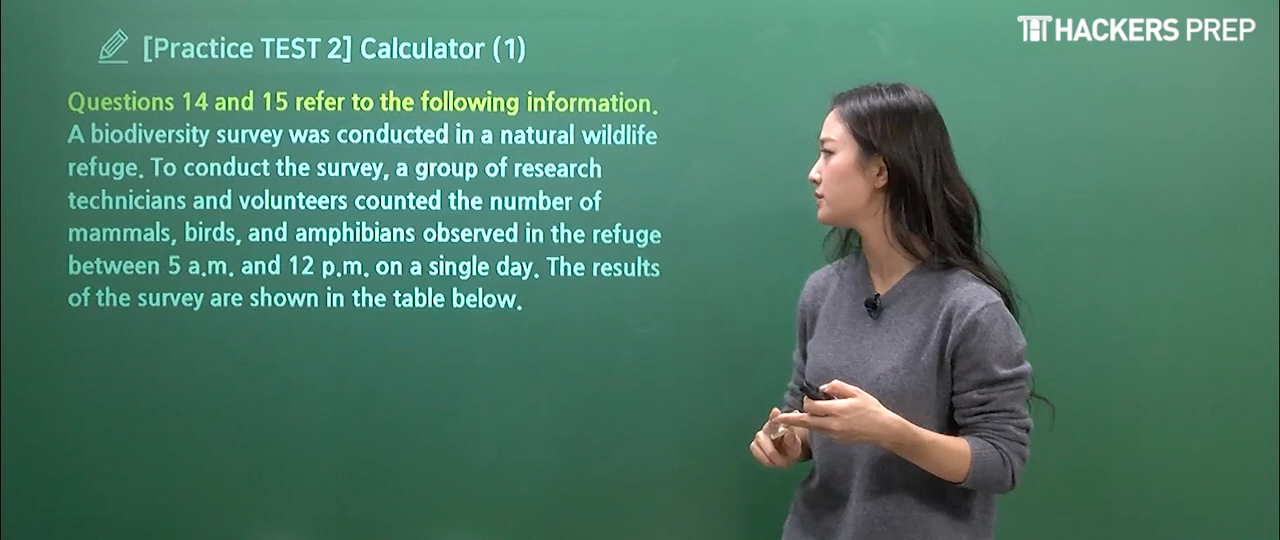 HACKERS PREP
[Practice TEST 2] Calculator (1)
Questions 14 and 15 refer to the following information.
A biodiversity survey was conducted in a natural wildlife
refuge. To conduct the survey, a group of research
technicians and volunteers counted the number of
mammals, birds, and amphibians observed in the refuge
between 5 a.m. and 12 p.m. on a single day. The results
of the survey are shown in the table below.